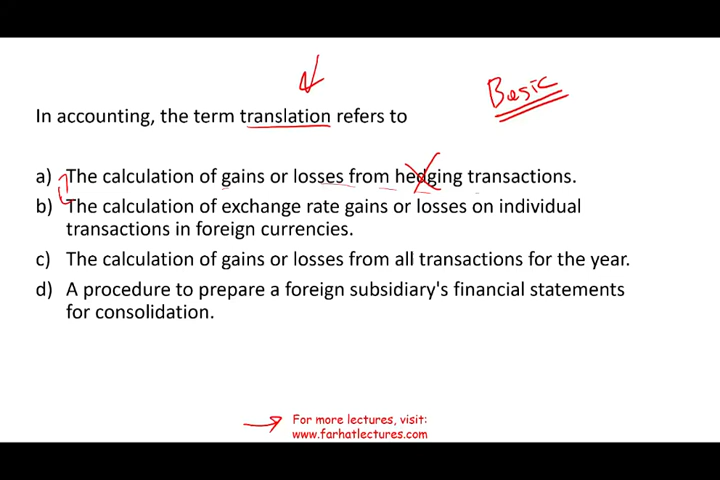 Basic
In accounting, the term translation refers to
a) The calculation of gains or losses from hedging transactions.
b) The calculation of exchange rate gains or losses on individual
transactions in foreign currencies.
c) The calculation of gains or losses from all transactions for the year.
d) A procedure to prepare a foreign subsidiary's financial statements
for consolidation.
For more lectures, visit:
www.farhatlectures.com